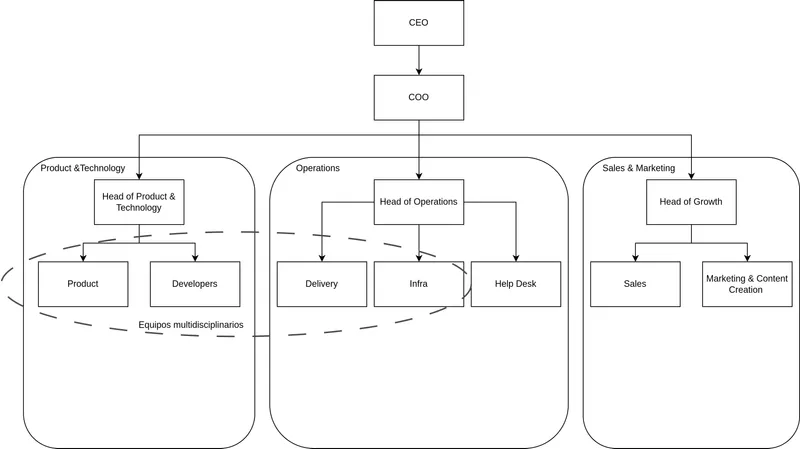 CEO
COO
Product &Technology
Operations
Sales & Marketing
Head of Product &
Technology
Head of Operations
Head of Growth
Product
Developers
Delivery
Infra
Help Desk
Sales
Marketing & Content
Creation
Equipos multidisciplinarios